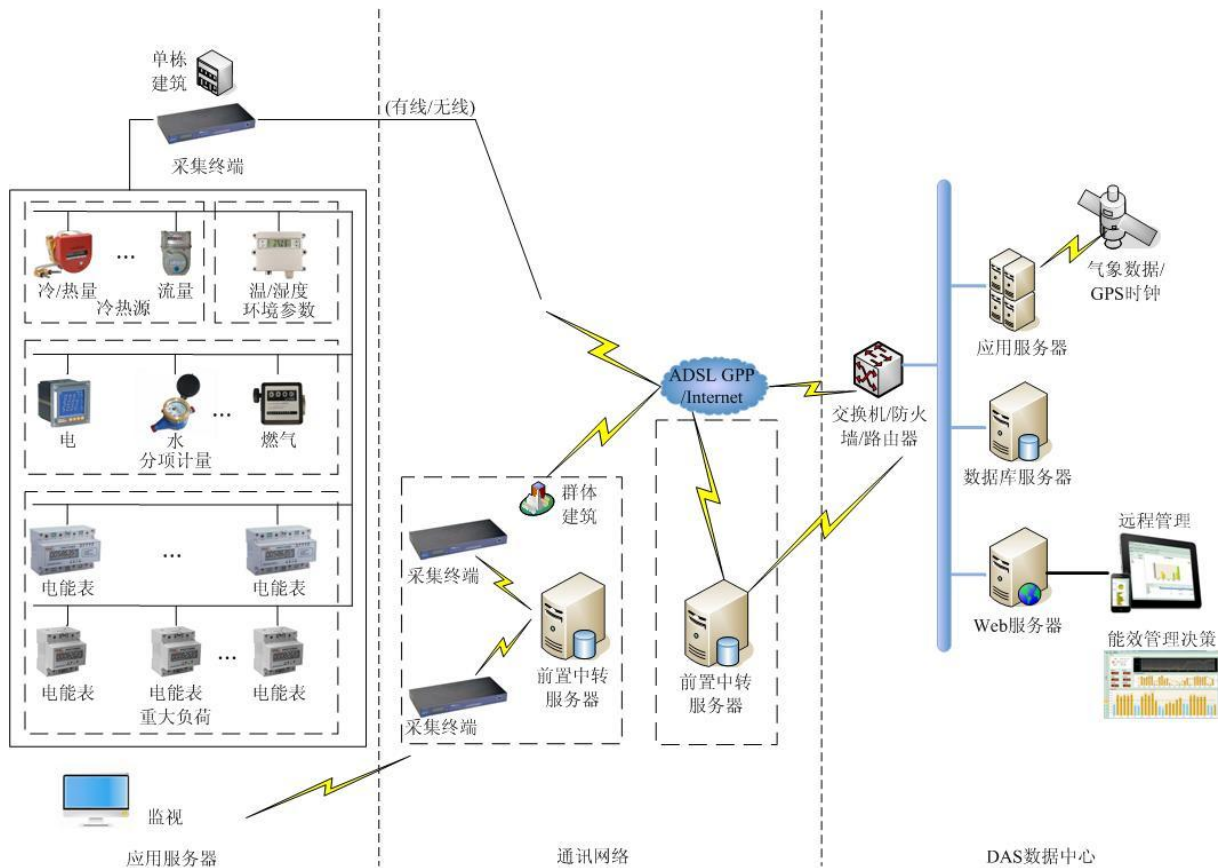 单栋
建筑
采集终端
(有线/无线)
冷/热量
...
流量
冷热源
温/湿度
环境参数
电
水
...
燃气
分项计量
电能表
...
电能表
电能表
电能表
...
电能表
重大负荷
监视
应用服务器
ADSL GPP
/Internet
群体
建筑
采集终端
采集终端
前置中转
服务器
前置中转
服务器
通讯网络
交换机/防火
墙/路由器
气象数据/
GPS时钟
应用服务器
数据库服务器
远程管理
Web服务器
能效管理决策
DAS数据中心